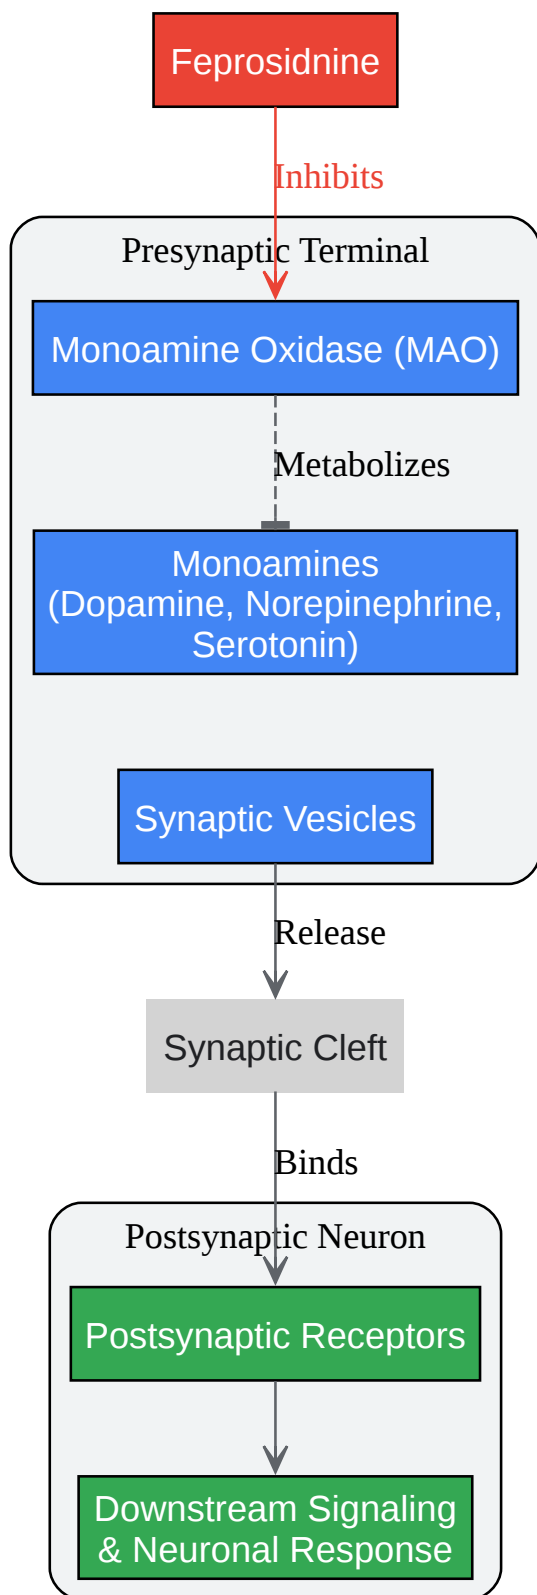 Feprosidnine
Inhibits
Presynaptic Terminal
Monoamine Oxidase (MAO)
Metabolizes
Monoamines
(Dopamine, Norepinephrine,
Serotonin)
Synaptic Vesicles
Release
Synaptic Cleft
Binds
Postsynaptic Neuron
Postsynaptic Receptors
Downstream Signaling
& Neuronal Response